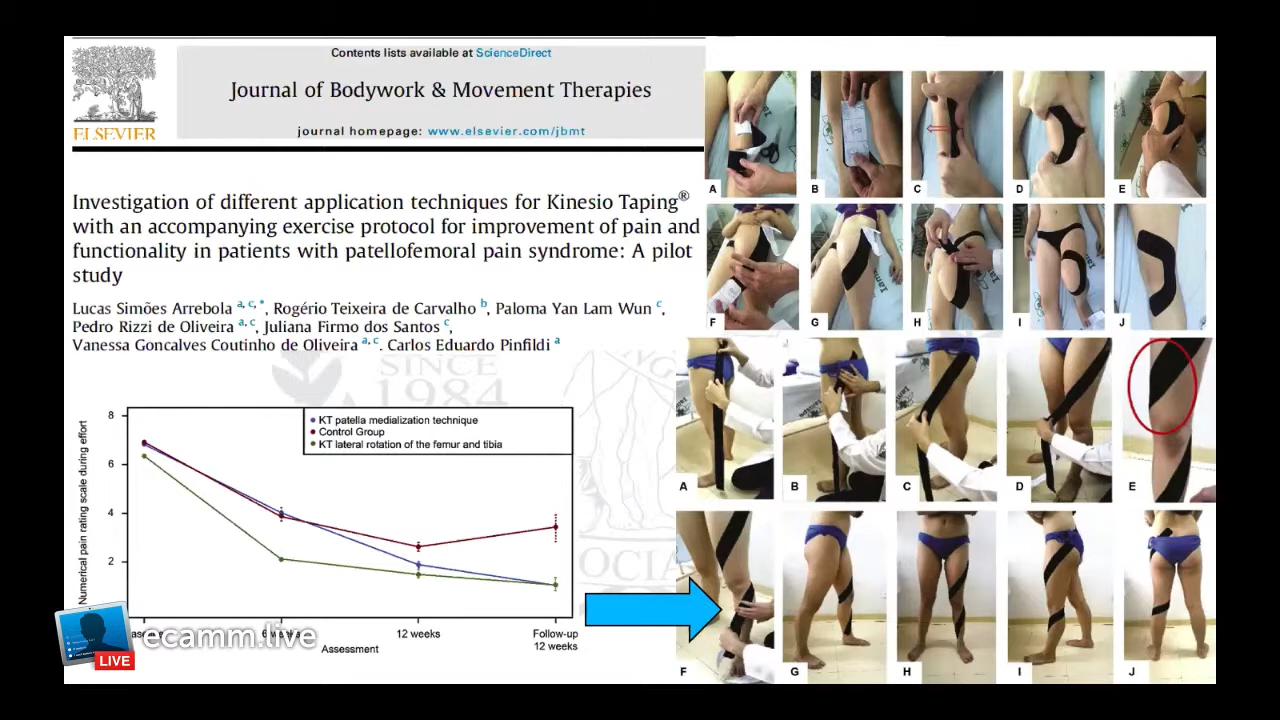 Contents lists available at ScienceDirect
Journal of Bodywork & Movement Therapies
journal homepage: www.elsevier.com/jbmt
ELSEVIER
Investigation of different application techniques for Kinesio Taping®
with an accompanying exercise protocol for improvement of pain and
functionality in patients with patellofemoral pain syndrome: A pilot
study
Lucas Simões Arrebola a, c, *, Rogério Teixeira de Carvalho b, Paloma Yan Lam Wun c,
Pedro Rizzi de Oliveira a, c, Juliana Firmo dos Santos c,
Vanessa Goncalves Coutinho de Oliveira a, c. Carlos Eduardo Pinfildi a
SINCE
1984
Numerical pain rating scale during effort
8
6
4
2
KT patella medialization technique
Control Group
KT lateral rotation of the femur and tibia
12 weeks
Follow-up
12 weeks
Assessment
ecamm.live
LIVE
A B C D E
F G H I J
A B C D E
F G H I J